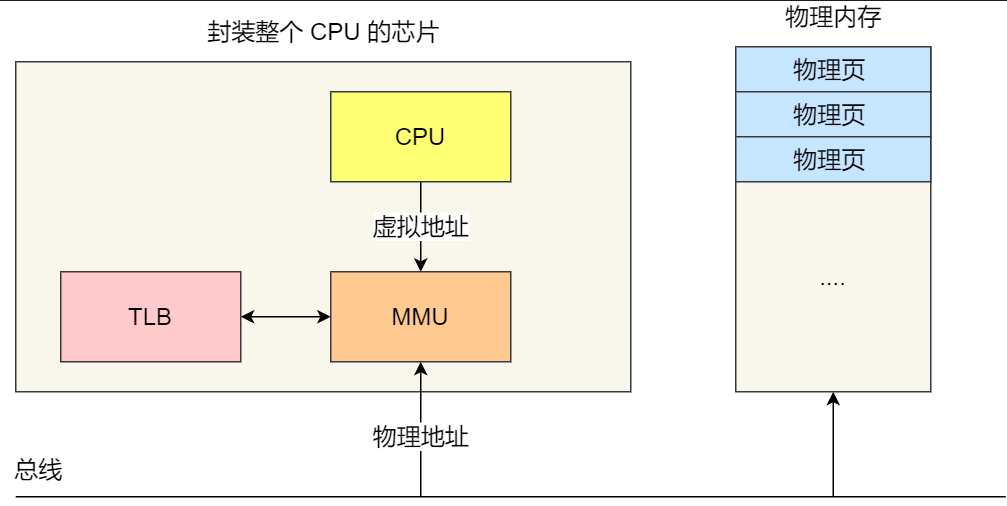 封装整个 CPU 的芯片
物理内存
物理页
CPU
物理页
物理页
虚拟地址
....
TLB
MMU
物理地址
总线